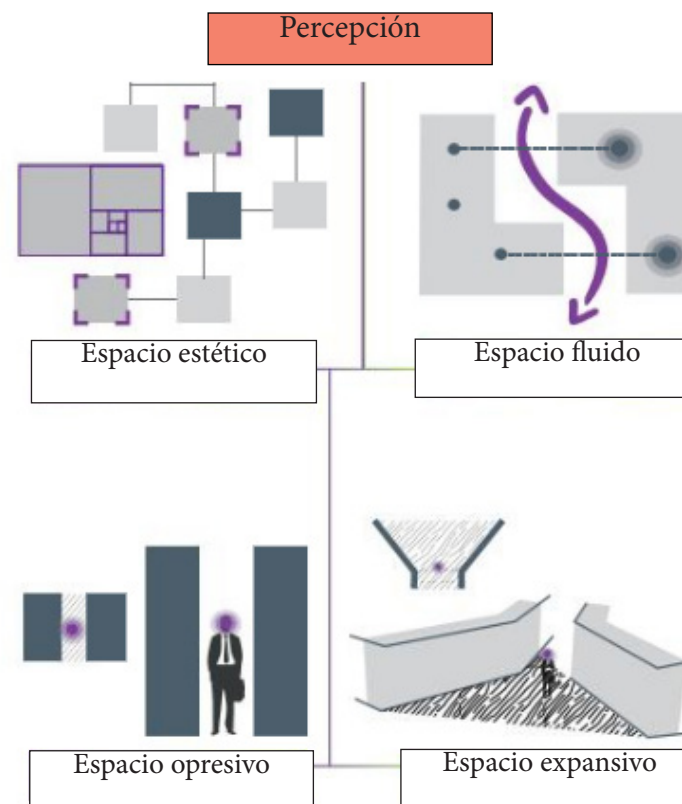 Percepción
Espacio estético
Espacio fluido
Espacio opresivo
Espacio expansivo